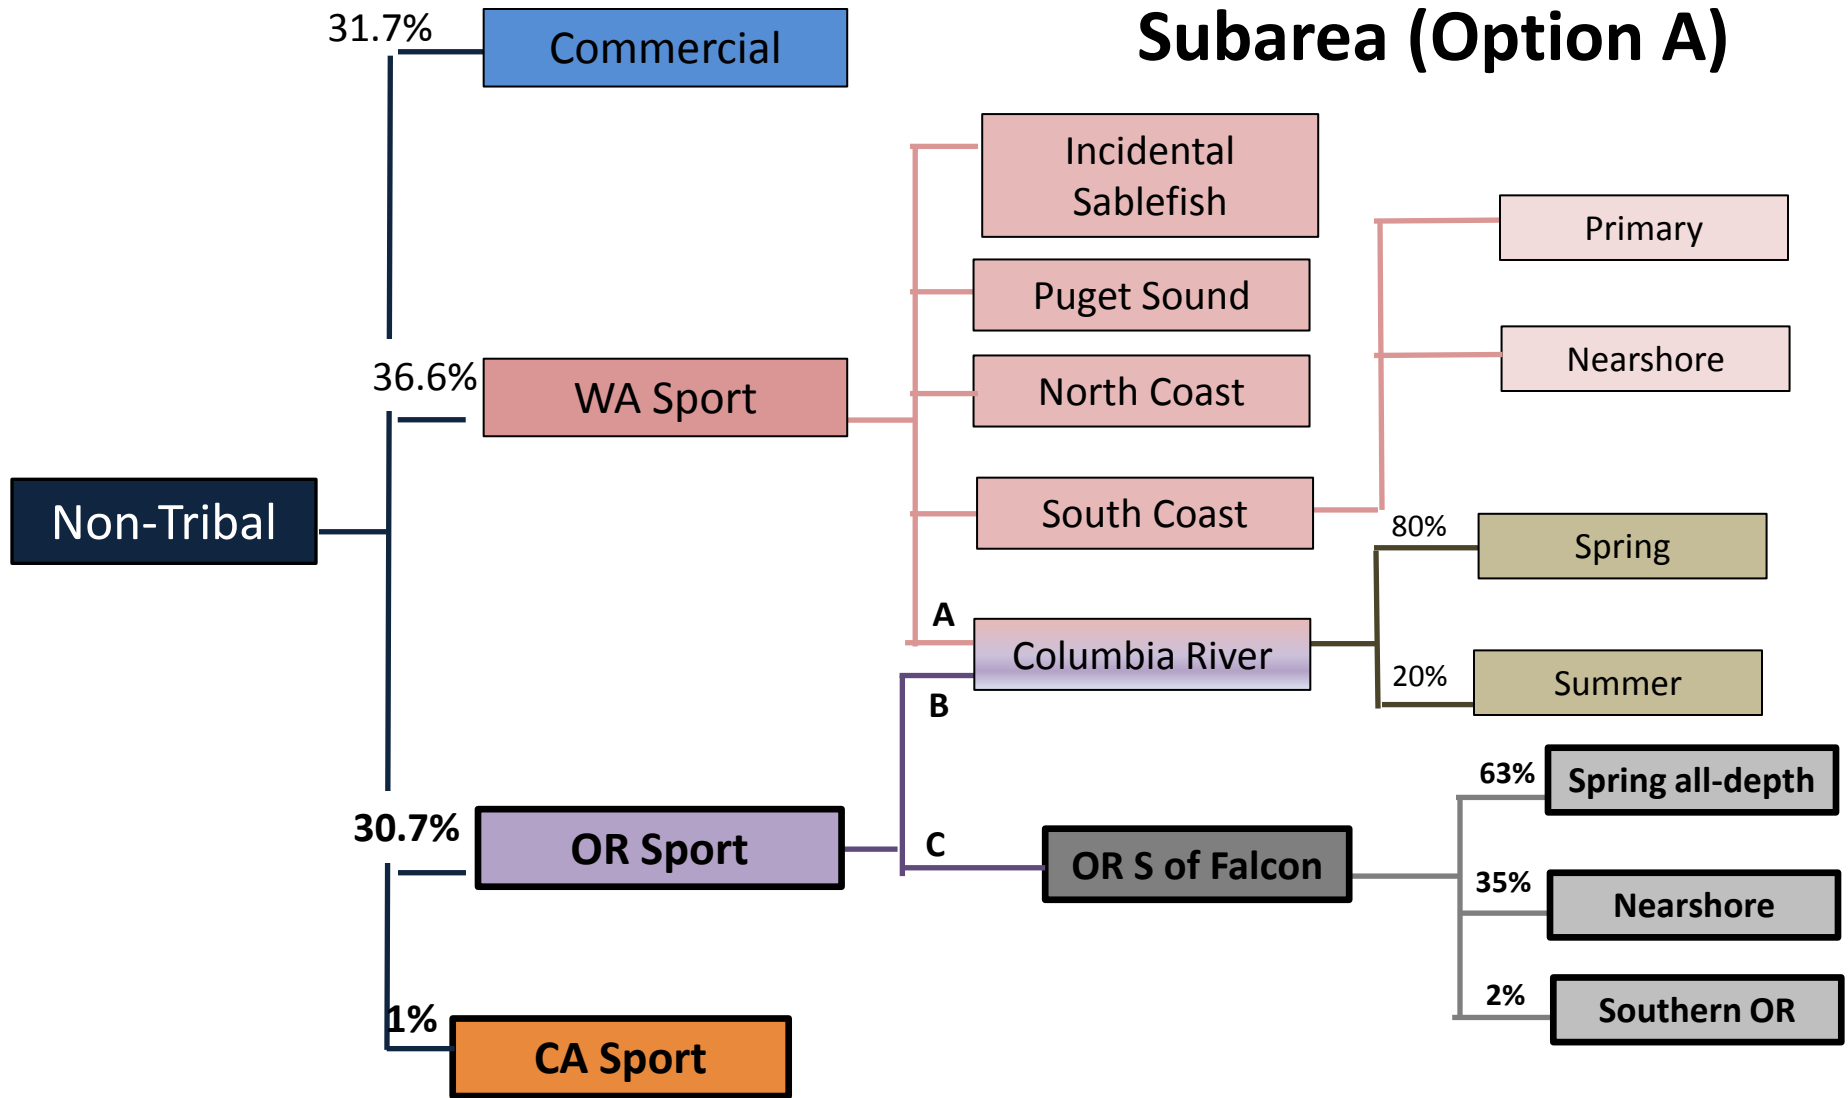 Subarea (Option A)
31.7%
Commercial
Incidental
Sablefish
Primary
Puget Sound
Nearshore
36.6%
WA Sport
North Coast
Non-Tribal
South Coast
80%
Spring
A
Columbia River
20%
Summer
B
63%
Spring all-depth
30.7%
OR Sport
C
OR S of Falcon
35%
Nearshore
2%
Southern OR
1%
CA Sport